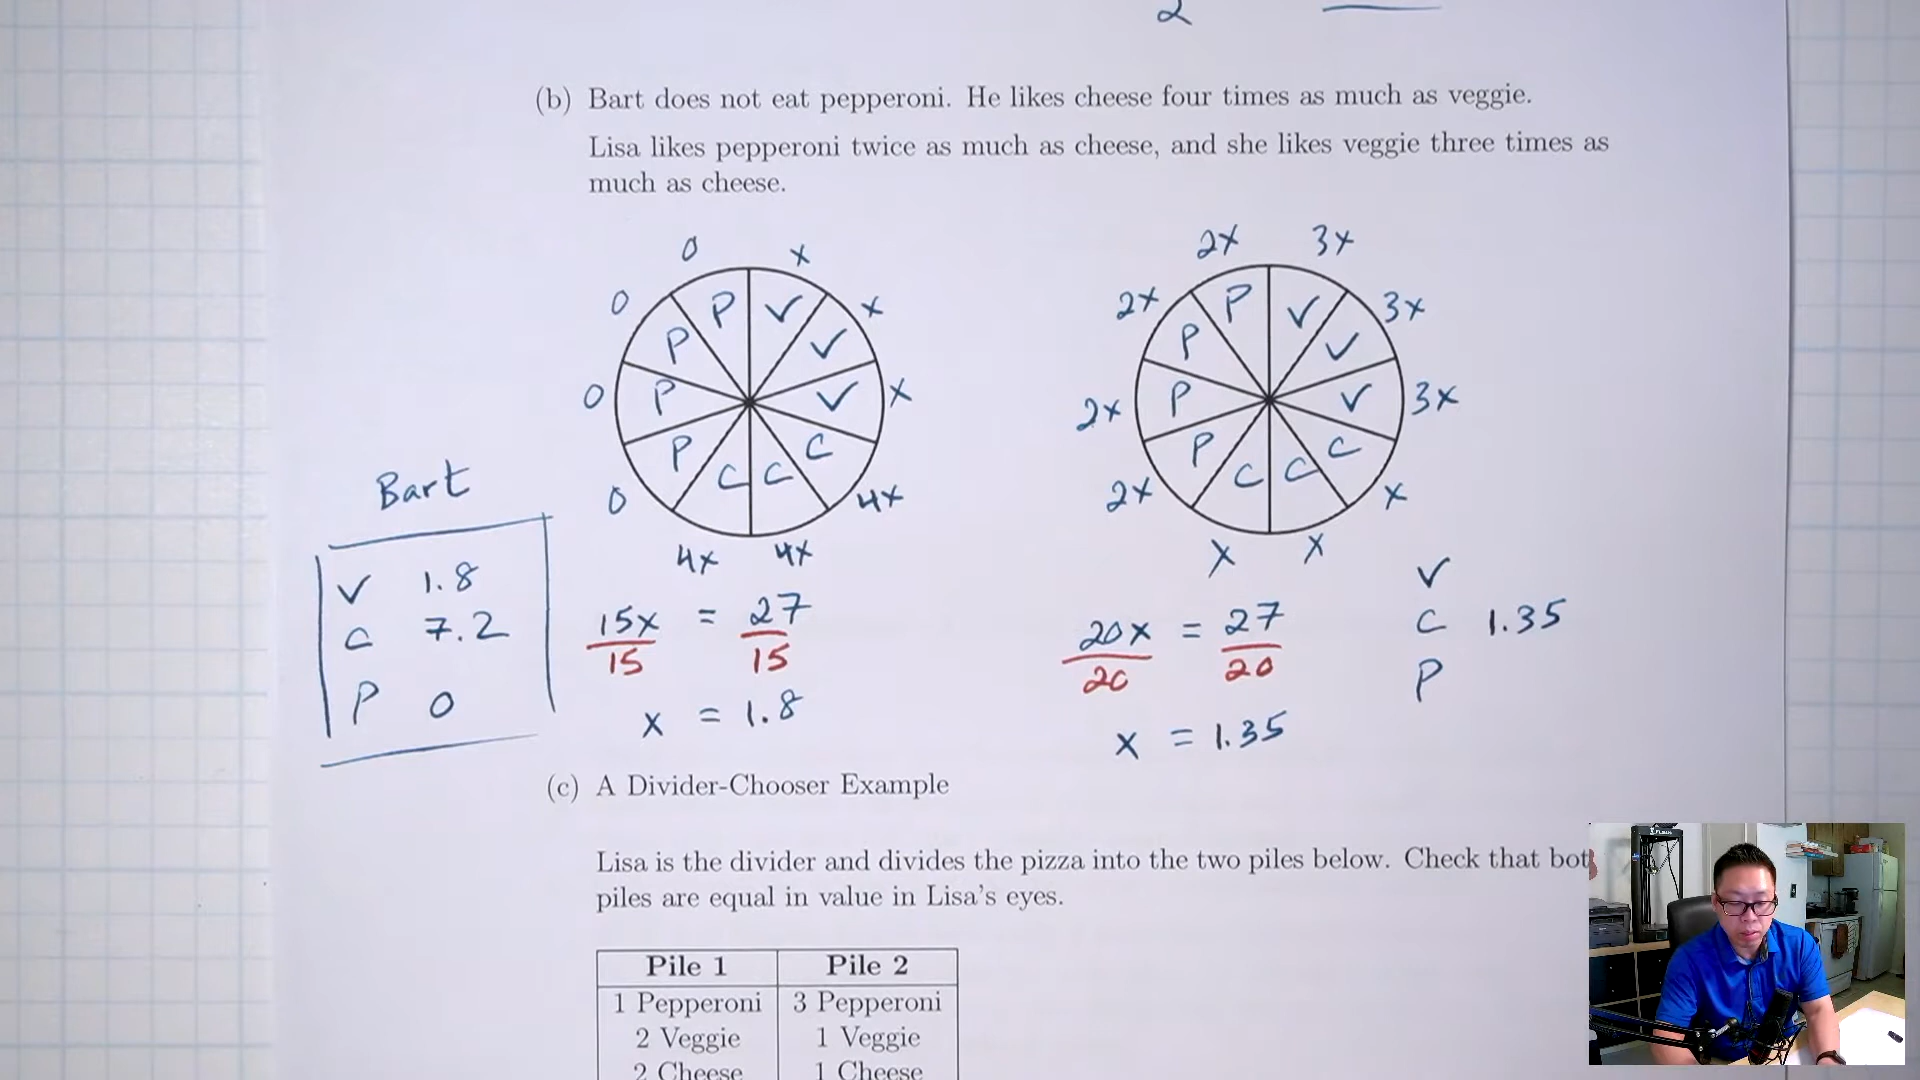 2
(b) Bart does not eat pepperoni. He likes cheese four times as much as veggie.
Lisa likes pepperoni twice as much as cheese, and she likes veggie three times as
much as cheese.
0 x
0 x
0 x
0 4x
4x 4x
P V
P V
P V
P C
C C
15x = 27
15 15
x = 1.8
Bart
V 1.8
C 7.2
P 0
2x 3x
2x 3x
2x 3x
2x x
x x
P V
P V
P V
P C
C C
20x = 27
20 20
x = 1.35
V
C 1.35
P
(c) A Divider-Chooser Example
Lisa is the divider and divides the pizza into the two piles below. Check that bot
piles are equal in value in Lisa's eyes.
Pile 1 Pile 2
1 Pepperoni 3 Pepperoni
2 Veggie 1 Veggie
2 Cheese 1 Cheese